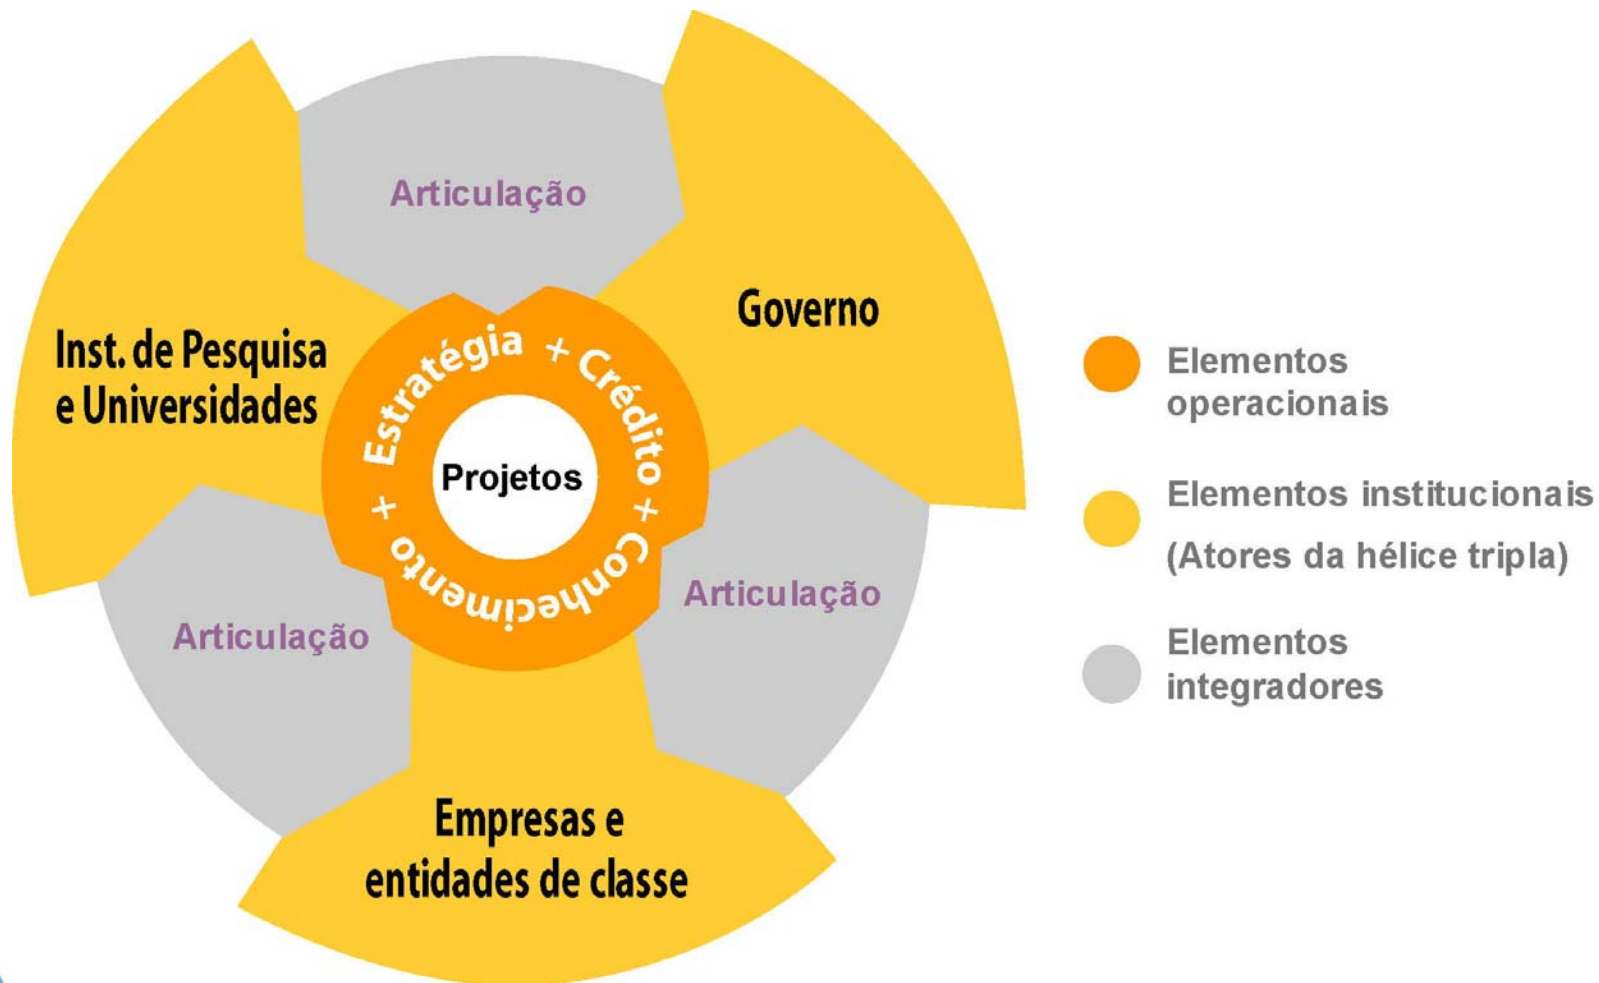 Articulação
Governo
Inst. de Pesquisa
e Universidades
+ Estratégia + Crédito + Conhecimento
Projetos
Articulação
Articulação
Empresas e
entidades de classe
Elementos
operacionais
Elementos institucionais
(Atores da hélice tripla)
Elementos
integradores